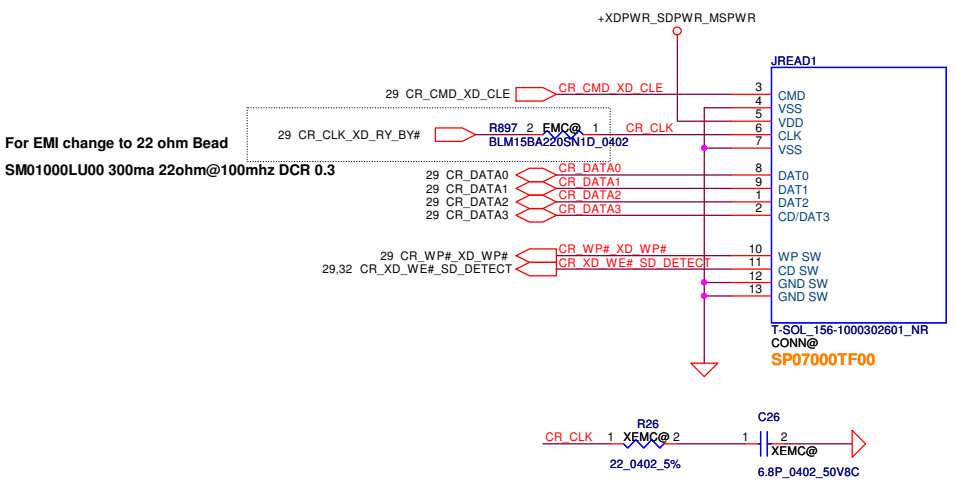 +XDPWR_SDPWR_MSPWR
JREAD1
29 CR_CMD_XD_CLE CR_CMD_XD_CLE 3 CMD
4 VSS
5 VDD
29 CR_CLK_XD_RY_BY# R897 2 EMC@ 1 CR_CLK 6 CLK
BLM15BA220SN1D_0402
7 VSS
For EMI change to 22 ohm Bead
SM01000LU00 300ma 22ohm@100mhz DCR 0.3
29 CR_DATA0 CR_DATA0 8 DAT0
29 CR_DATA1 CR_DATA1 9 DAT1
29 CR_DATA2 CR_DATA2 1 DAT2
29 CR_DATA3 CR_DATA3 2 CD/DAT3
29 CR_WP#_XD_WP# CR_WP#_XD_WP# 10 WP SW
29,32 CR_XD_WE#_SD_DETECT CR_XD_WE#_SD_DETECT 11 CD SW
12 GND SW
13 GND SW
T-SOL_156-1000302601_NR
CONN@
SP07000TF00
R26 C26
CR_CLK 1 XEMC@ 2 1 2
XEMC@
22_0402_5% 6.8P_0402_50V8C